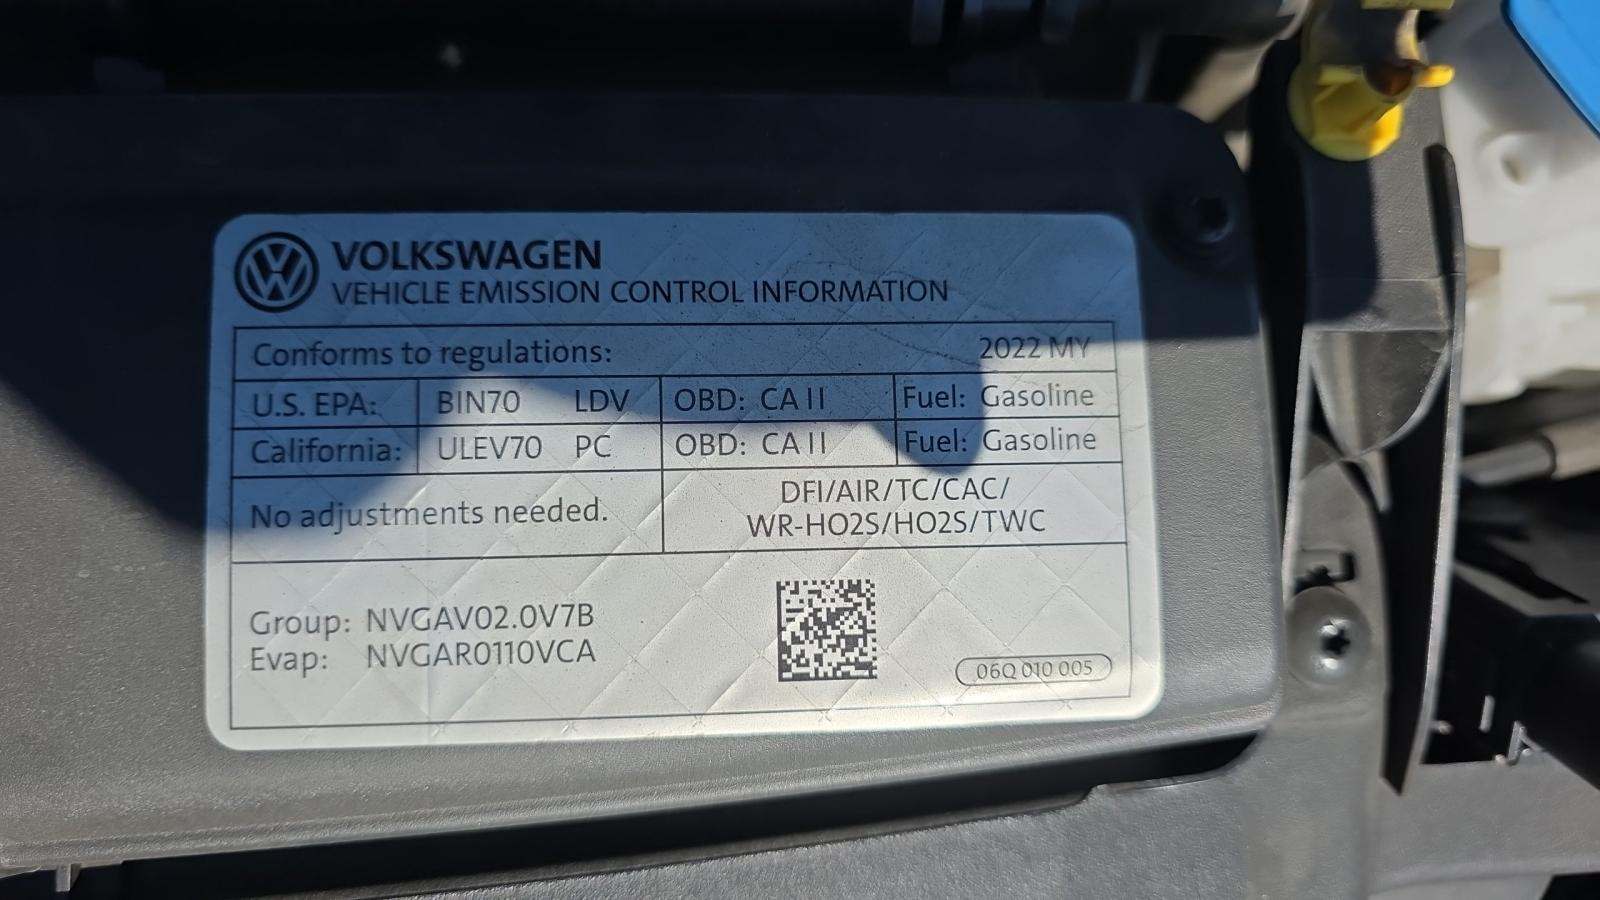 VOLKSWAGEN
VEHICLE EMISSION CONTROL INFORMATION
Conforms to regulations: 2022 MY
U.S. EPA: BIN70 LDV OBD: CA II Fuel: Gasoline
California: ULEV70 PC OBD: CA II Fuel: Gasoline
No adjustments needed.
DFI/AIR/TC/CAC/
WR-HO2S/HO2S/TWC
Group: NVGAV02.0V7B
Evap: NVGAR0110VCA
06Q 010 005